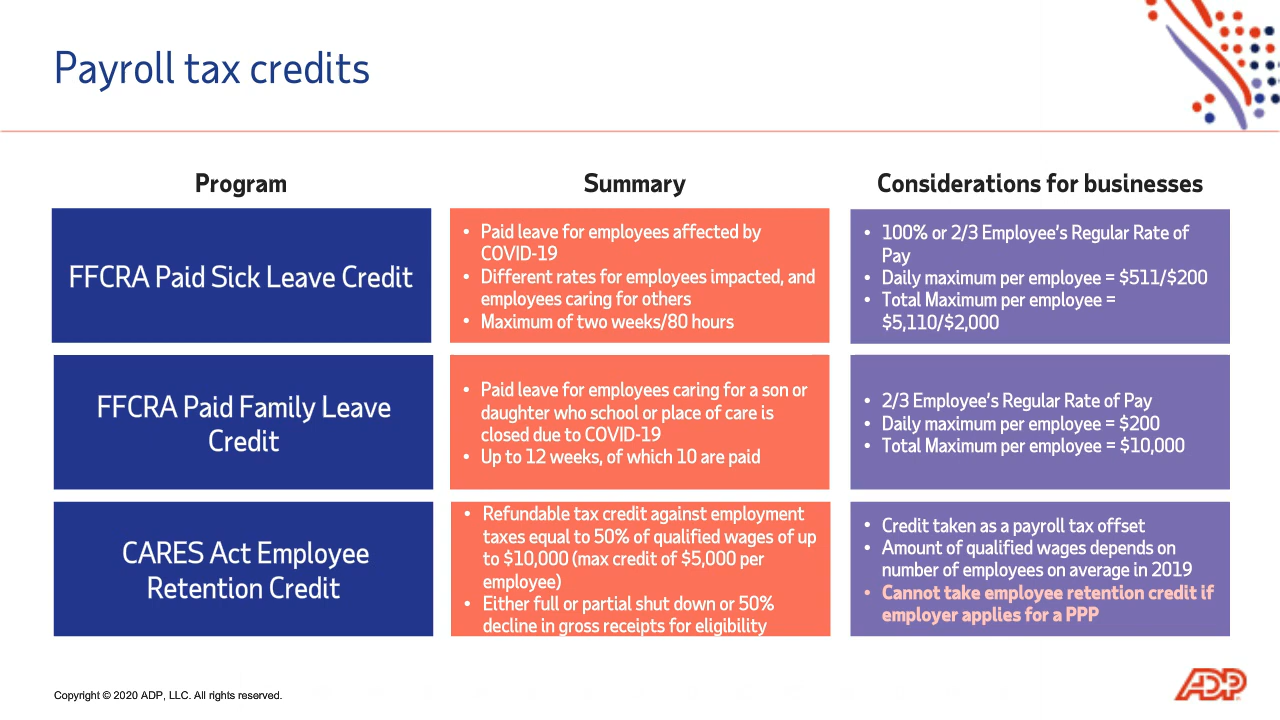 Payroll tax credits
Program
Summary
Considerations for businesses
FFCRA Paid Sick Leave Credit
• Paid leave for employees affected by
COVID-19
• Different rates for employees impacted, and
employees caring for others
• Maximum of two weeks/80 hours
• 100% or 2/3 Employee's Regular Rate of
Pay
• Daily maximum per employee = $511/$200
• Total Maximum per employee =
$5,110/$2,000
FFCRA Paid Family Leave
Credit
• Paid leave for employees caring for a son or
daughter who school or place of care is
closed due to COVID-19
• Up to 12 weeks, of which 10 are paid
• 2/3 Employee's Regular Rate of Pay
• Daily maximum per employee = $200
• Total Maximum per employee = $10,000
CARES Act Employee
Retention Credit
• Refundable tax credit against employment
taxes equal to 50% of qualified wages of up
to $10,000 (max credit of $5,000 per
employee)
• Either full or partial shut down or 50%
decline in gross receipts for eligibility
• Credit taken as a payroll tax offset
• Amount of qualified wages depends on
number of employees on average in 2019
• Cannot take employee retention credit if
employer applies for a PPP
Copyright © 2020 ADP, LLC. All rights reserved.
ADP